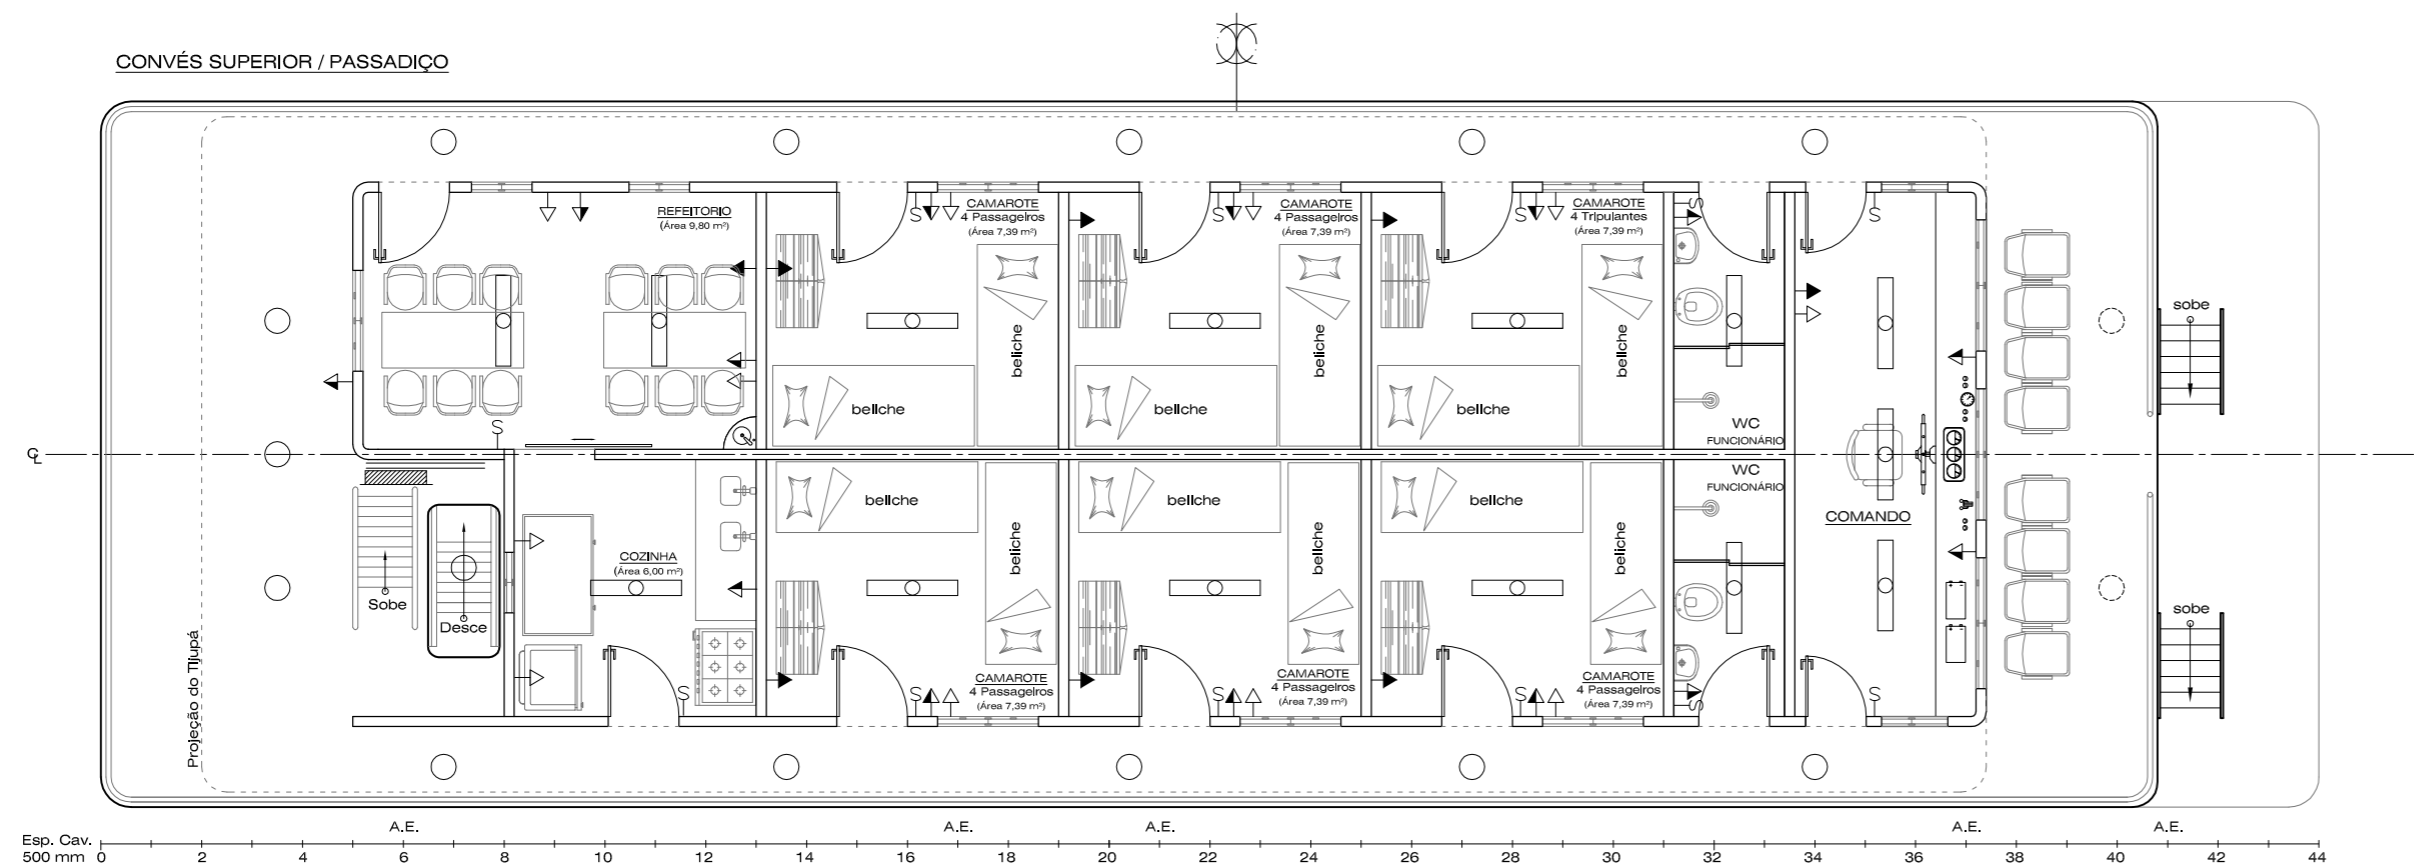 CONVÉS SUPERIOR / PASSADIÇO
REFEITORIO
(Área 9,80 m²)
CAMAROTE
4 Passageiros
(Área 7,39 m²)
CAMAROTE
4 Passageiros
(Área 7,39 m²)
CAMAROTE
4 Tripulantes
(Área 7,39 m²)
S
S
S
S
S
sobe
beliche
beliche
beliche
beliche
beliche
beliche
WC
FUNCIONÁRIO
S
CL
WC
FUNCIONÁRIO
beliche
beliche
beliche
beliche
beliche
beliche
COMANDO
COZINHA
(Área 6,00 m²)
Sobe
Desce
sobe
Projeção do Tijupá
CAMAROTE
4 Passageiros
(Área 7,39 m²)
CAMAROTE
4 Passageiros
(Área 7,39 m²)
CAMAROTE
4 Passageiros
(Área 7,39 m²)
S
S
S
S
S
S
A.E. A.E. A.E. A.E. A.E.
Esp. Cav.
500 mm 0 2 4 6 8 10 12 14 16 18 20 22 24 26 28 30 32 34 36 38 40 42 44